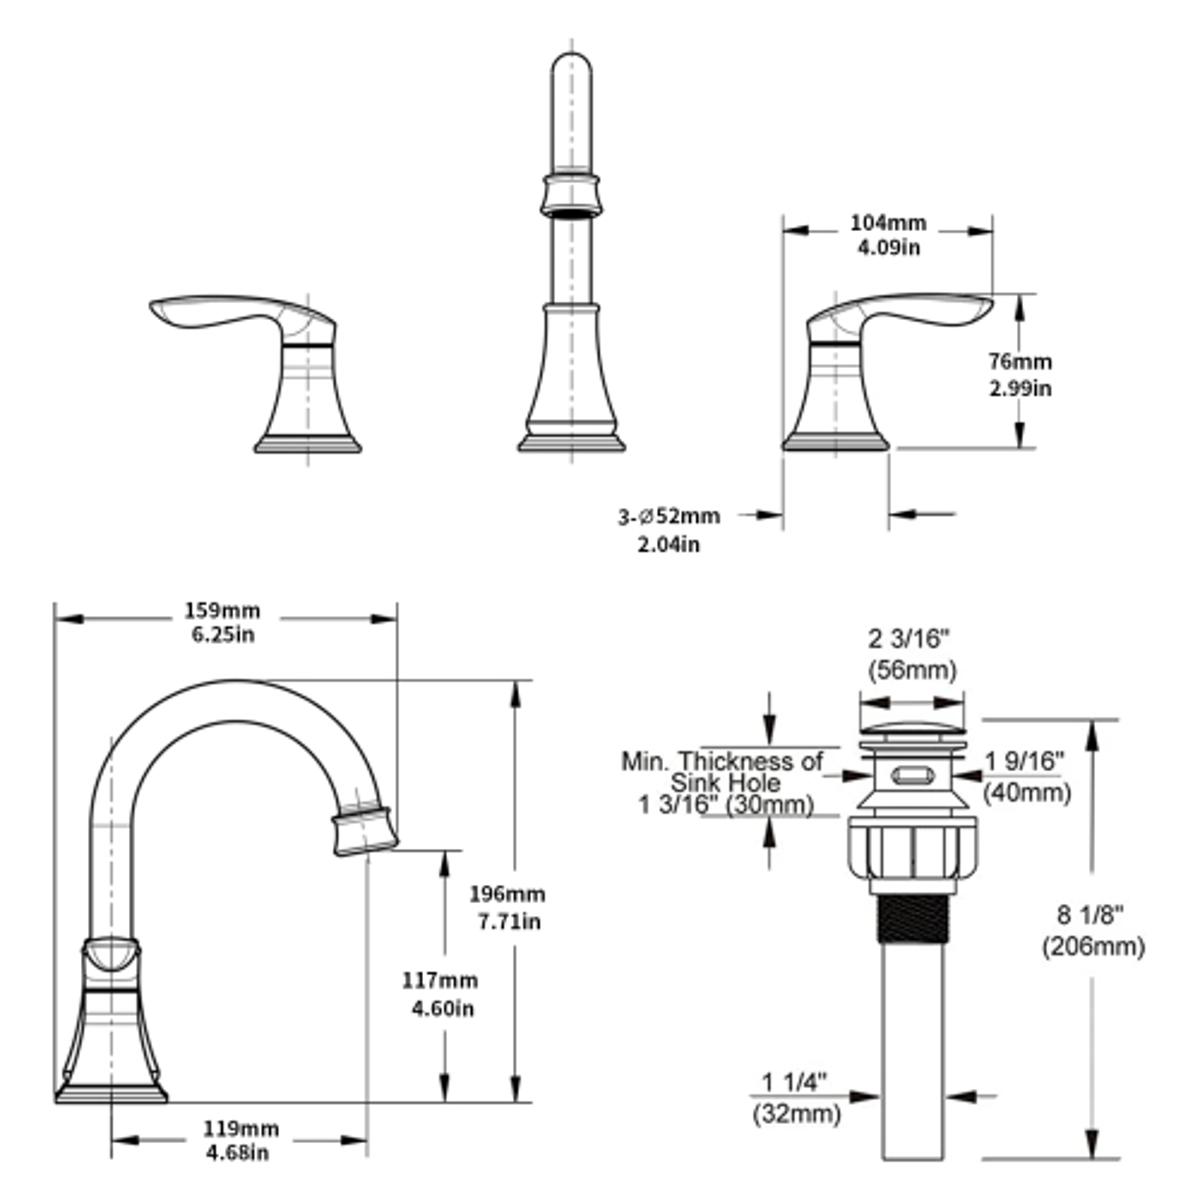 104mm
4.09in
76mm
2.99in
3-Ø52mm
2.04in
159mm
6.25in
196mm
7.71in
117mm
4.60in
119mm
4.68in
2 3/16"
(56mm)
Min. Thickness of
Sink Hole
1 3/16" (30mm)
1 9/16"
(40mm)
8 1/8"
(206mm)
1 1/4"
(32mm)